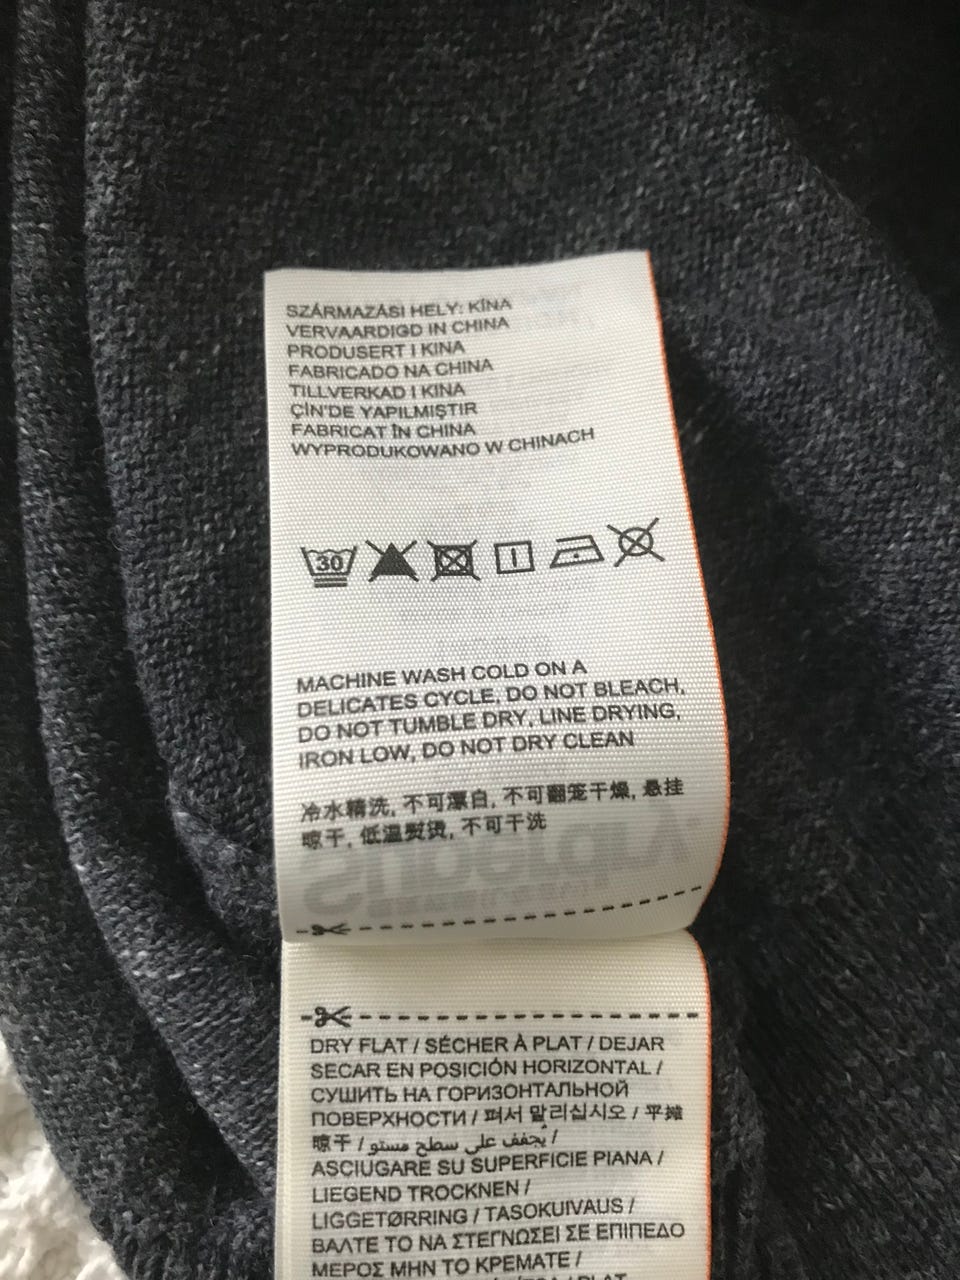 SZÁRMAZÁSI HELY: KÍNA
VERVAARDIGD IN CHINA
PRODUSERT I KINA
FABRICADO NA CHINA
TILLVERKAD I KINA
ÇİN'DE YAPILMIŞTIR
FABRICAT ÎN CHINA
WYPRODUKOWANO W CHINACH
30
MACHINE WASH COLD ON A
DELICATES CYCLE, DO NOT BLEACH,
DO NOT TUMBLE DRY, LINE DRYING,
IRON LOW, DO NOT DRY CLEAN
冷水精洗, 不可漂白, 不可翻笼干燥, 悬挂
晾干, 低温熨烫, 不可干洗
DRY FLAT / SÉCHER À PLAT / DEJAR
SECAR EN POSICIÓN HORIZONTAL /
СУШИТЬ НА ГОРИЗОНТАЛЬНОЙ
ПОВЕРХНОСТИ / 펴서 말리십시오 / 平摊
晾干 / يُجفف على سطح مستو /
ASCIUGARE SU SUPERFICIE PIANA /
LIEGEND TROCKNEN /
LIGGETØRRING / TASOKUIVAUS /
ΒΑΛΤΕ ΤΟ ΝΑ ΣΤΕΓΝΩΣΕΙ ΣΕ ΕΠΙΠΕΔΟ
ΜΕΡΟΣ ΜΗΝ ΤΟ ΚΡΕΜΑΤΕ /